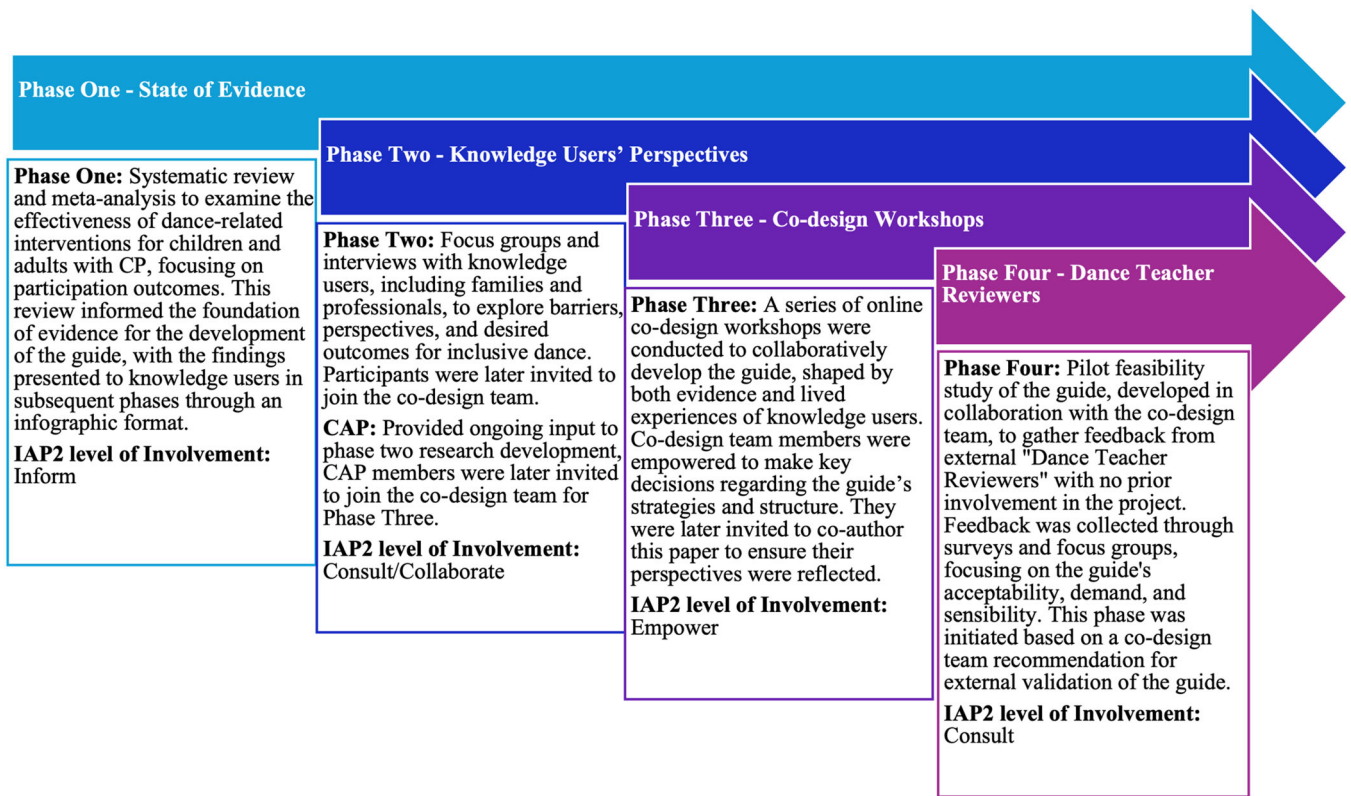 Phase One - State of Evidence
Phase One: Systematic review
and meta-analysis to examine the
effectiveness of dance-related
interventions for children and
adults with CP, focusing on
participation outcomes. This
review informed the foundation
of evidence for the development
of the guide, with the findings
presented to knowledge users in
subsequent phases through an
infographic format.
IAP2 level of Involvement:
Inform
Phase Two - Knowledge Users' Perspectives
Phase Two: Focus groups and
interviews with knowledge
users, including families and
professionals, to explore barriers,
perspectives, and desired
outcomes for inclusive dance.
Participants were later invited to
join the co-design team.
CAP: Provided ongoing input to
phase two research development,
CAP members were later invited
to join the co-design team for
Phase Three.
IAP2 level of Involvement:
Consult/Collaborate
Phase Three - Co-design Workshops
Phase Three: A series of online
co-design workshops were
conducted to collaboratively
develop the guide, shaped by
both evidence and lived
experiences of knowledge users.
Co-design team members were
empowered to make key
decisions regarding the guide’s
strategies and structure. They
were later invited to co-author
this paper to ensure their
perspectives were reflected.
IAP2 level of Involvement:
Empower
Phase Four - Dance Teacher
Reviewers
Phase Four: Pilot feasibility
study of the guide, developed in
collaboration with the co-design
team, to gather feedback from
external "Dance Teacher
Reviewers" with no prior
involvement in the project.
Feedback was collected through
surveys and focus groups,
focusing on the guide's
acceptability, demand, and
sensibility. This phase was
initiated based on a co-design
team recommendation for
external validation of the guide.
IAP2 level of Involvement:
Consult